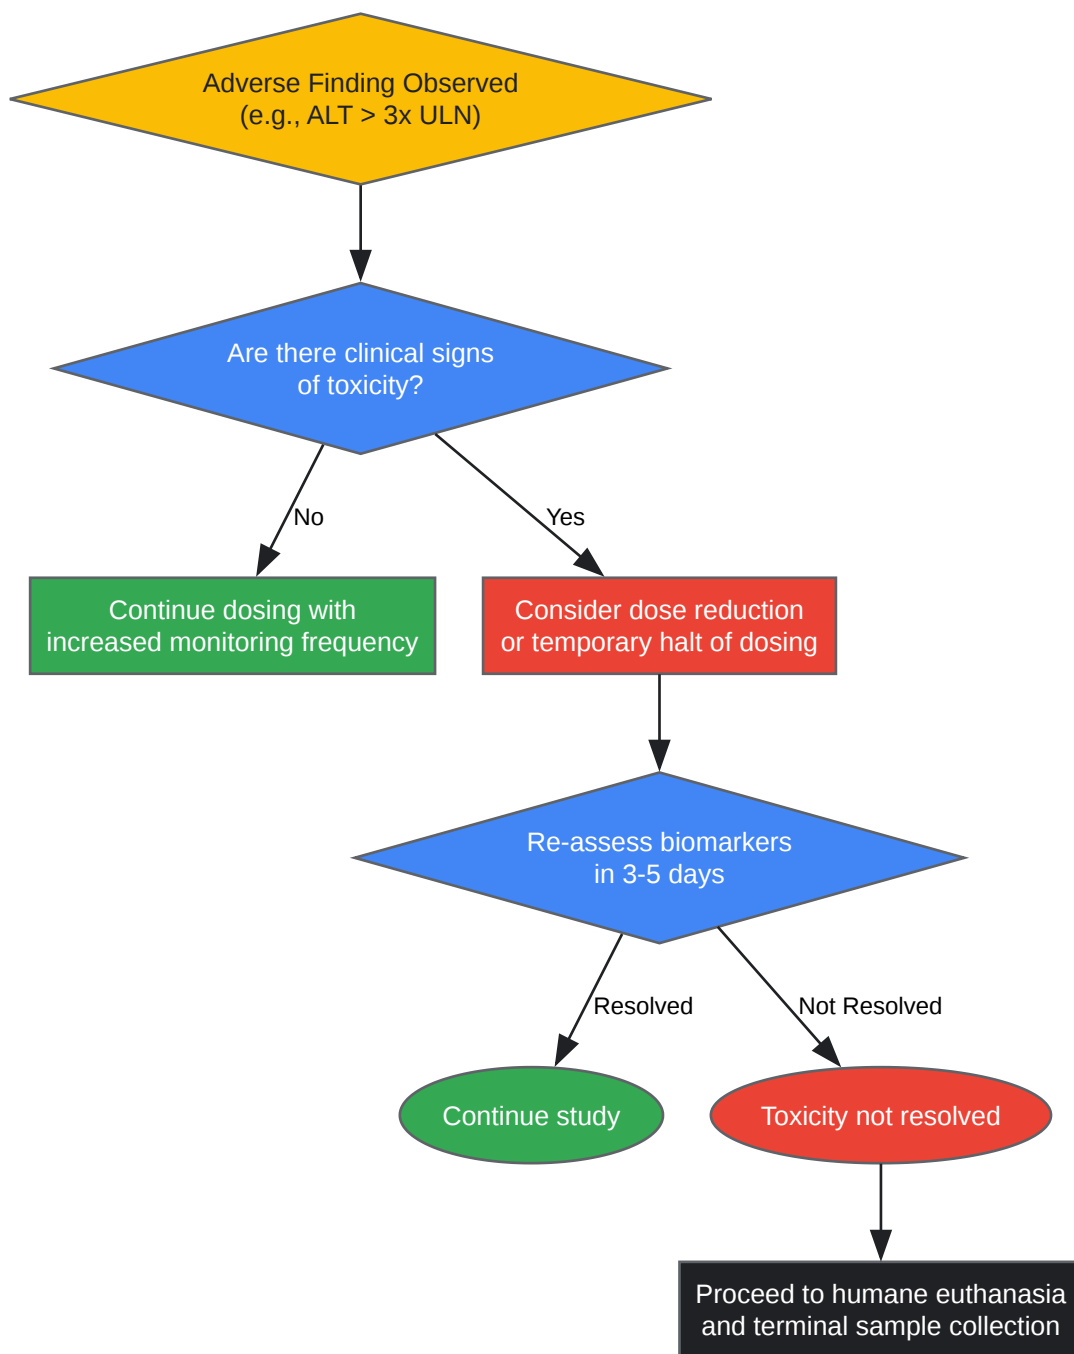 Adverse Finding Observed
(e.g., ALT > 3x ULN)
Are there clinical signs
of toxicity?
No
Yes
Continue dosing with
increased monitoring frequency
Consider dose reduction
or temporary halt of dosing
Re-assess biomarkers
in 3-5 days
Resolved
Not Resolved
Continue study
Toxicity not resolved
Proceed to humane euthanasia
and terminal sample collection